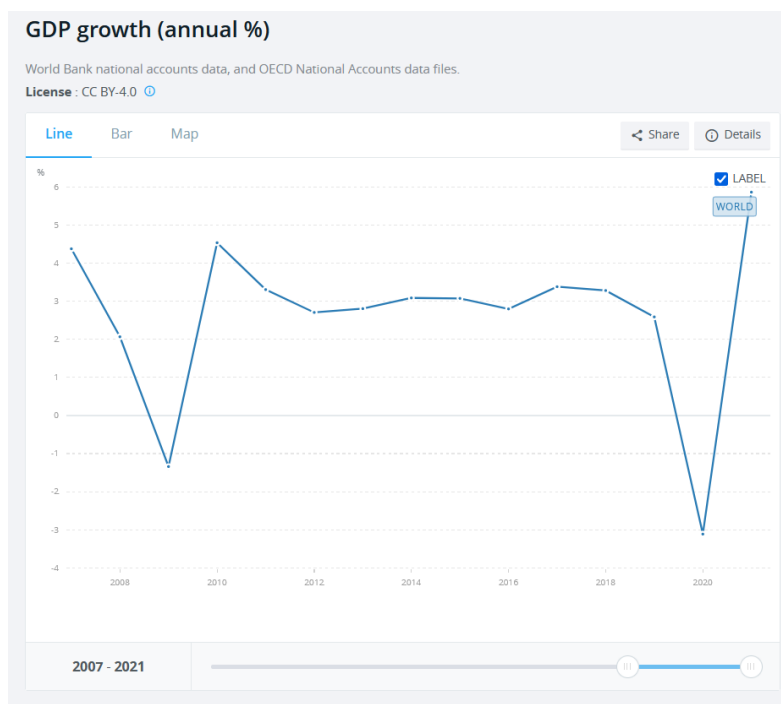 GDP growth (annual %)
World Bank national accounts data, and OECD National Accounts data files.
License : CC BY-4.0
Line Bar Map Share Details
%
LABEL
WORLD
6
5
4
3
2
1
0
-1
-2
-3
-4
2008 2010 2012 2014 2016 2018 2020
2007 - 2021